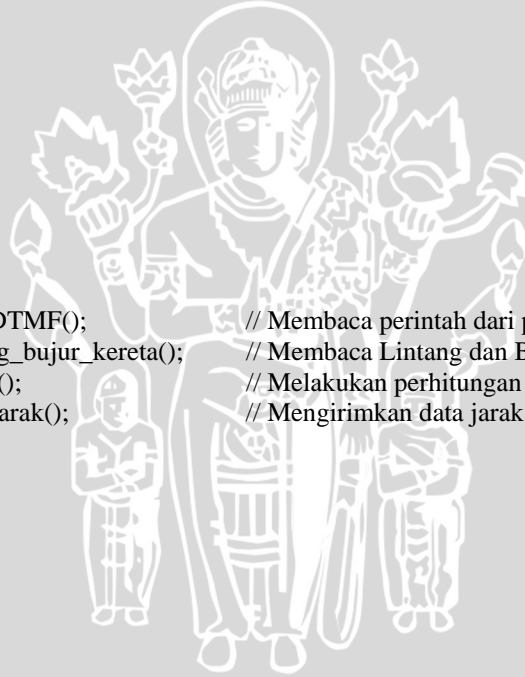 DTMF(); // Membaca perintah dari
g_bujur_kereta(); // Membaca Lintang dan
(); // Melakukan perhitungan
arak(); // Mengirimkan data jarak